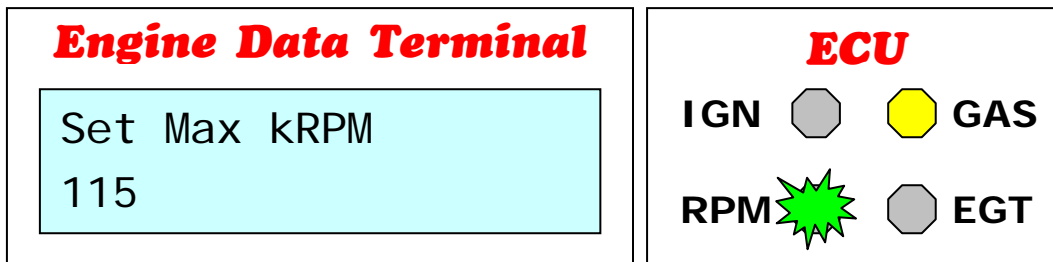 Engine Data Terminal
Set Max kRPM
115
ECU
IGN GAS
RPM EGT